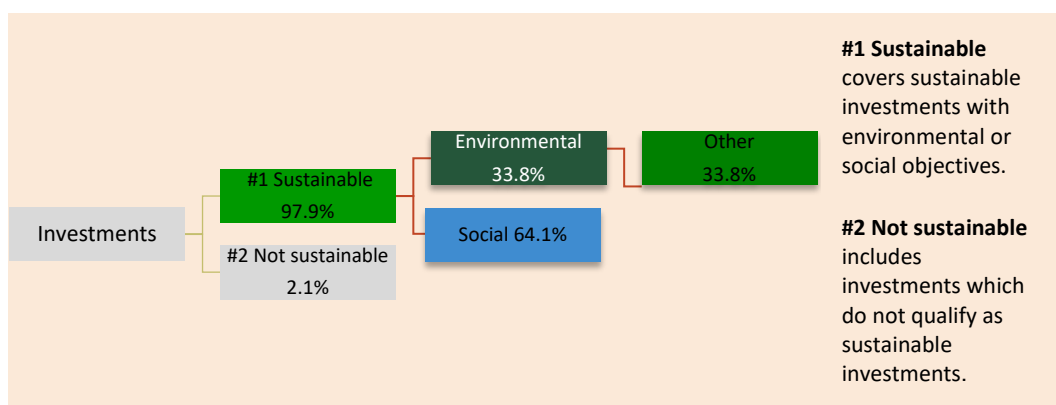 Investments
#1 Sustainable
97.9%
#2 Not sustainable
2.1%
Environmental
33.8%
Social 64.1%
Other
33.8%
#1 Sustainable
covers sustainable
investments with
environmental or
social objectives.
#2 Not sustainable
includes
investments which
do not qualify as
sustainable
investments.